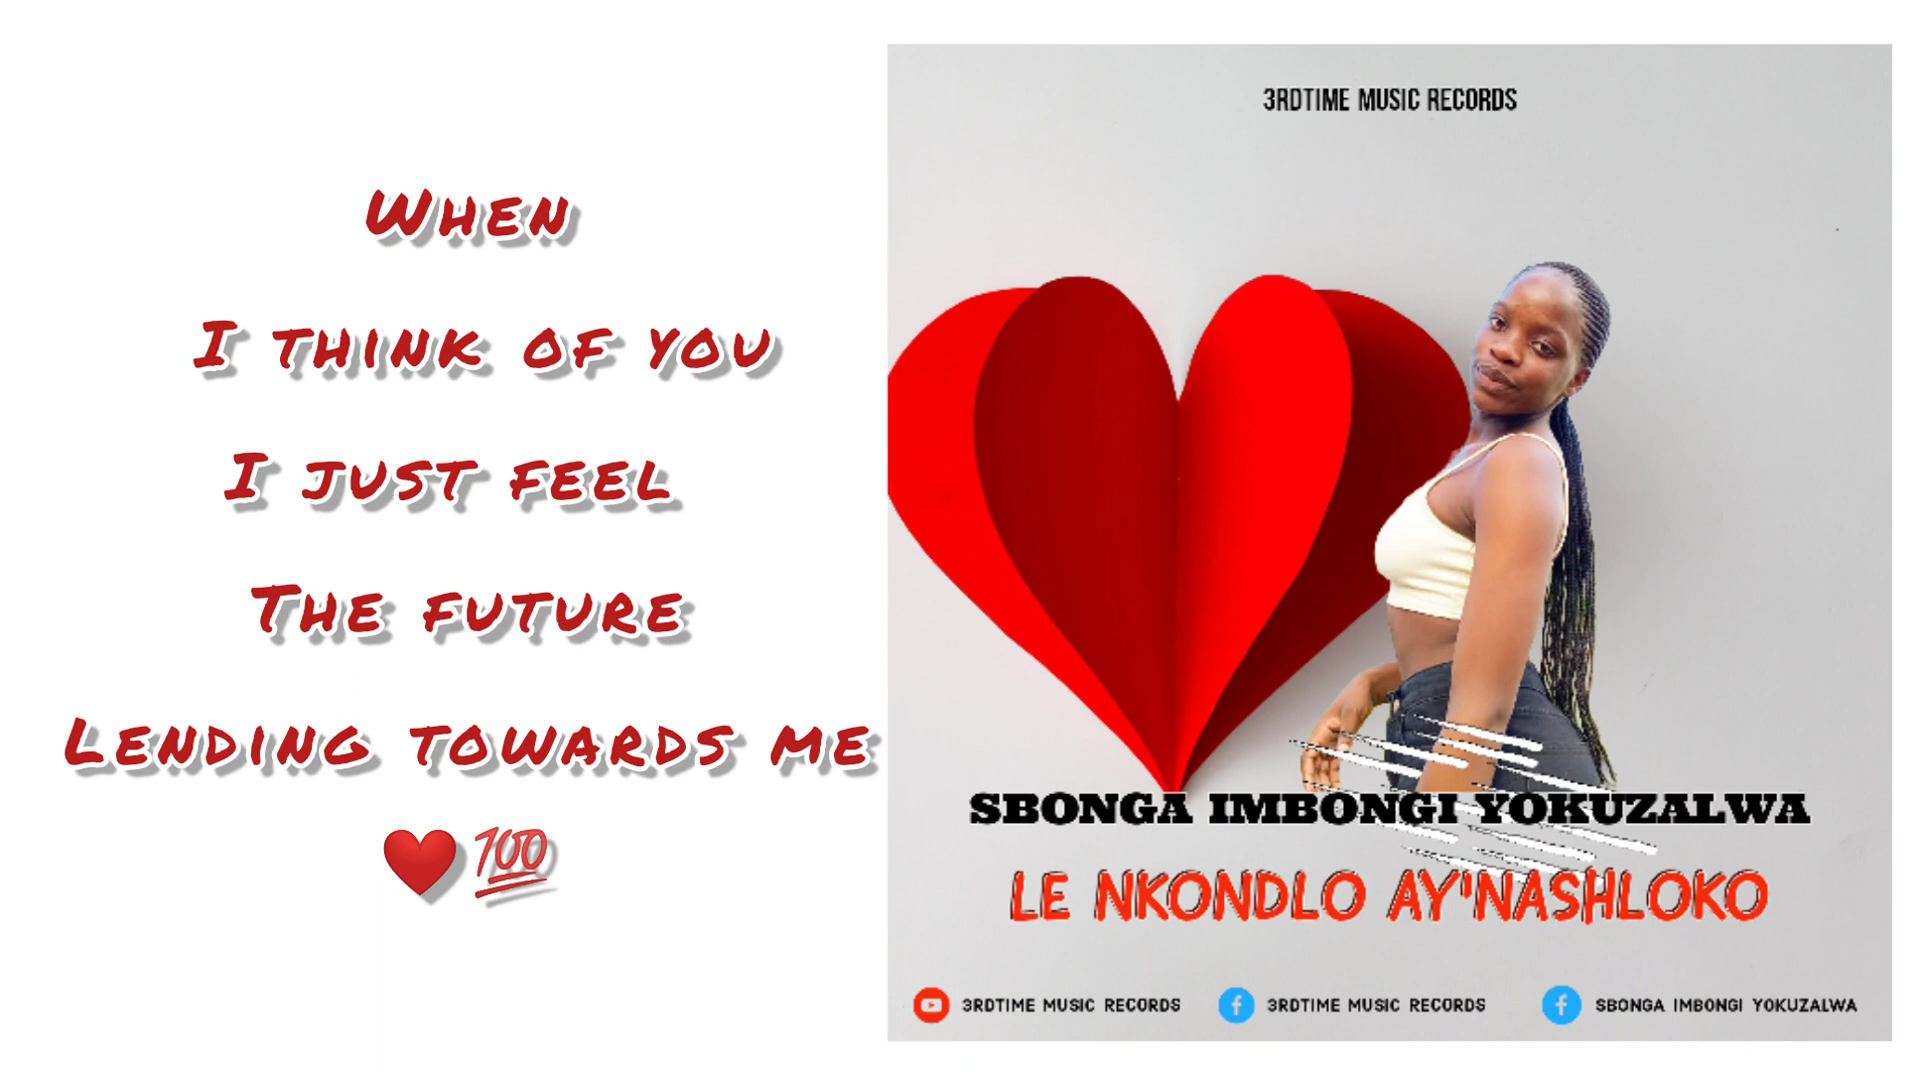 When
I think of you
I just feel
The future
Lending towards me
❤️💯
3RDTIME MUSIC RECORDS
SBONGA IMBONGI YOKUZALWA
LE NKONDLO AY'NASHLOKO
3RDTIME MUSIC RECORDS
3RDTIME MUSIC RECORDS
SBONGA IMBONGI YOKUZALWA